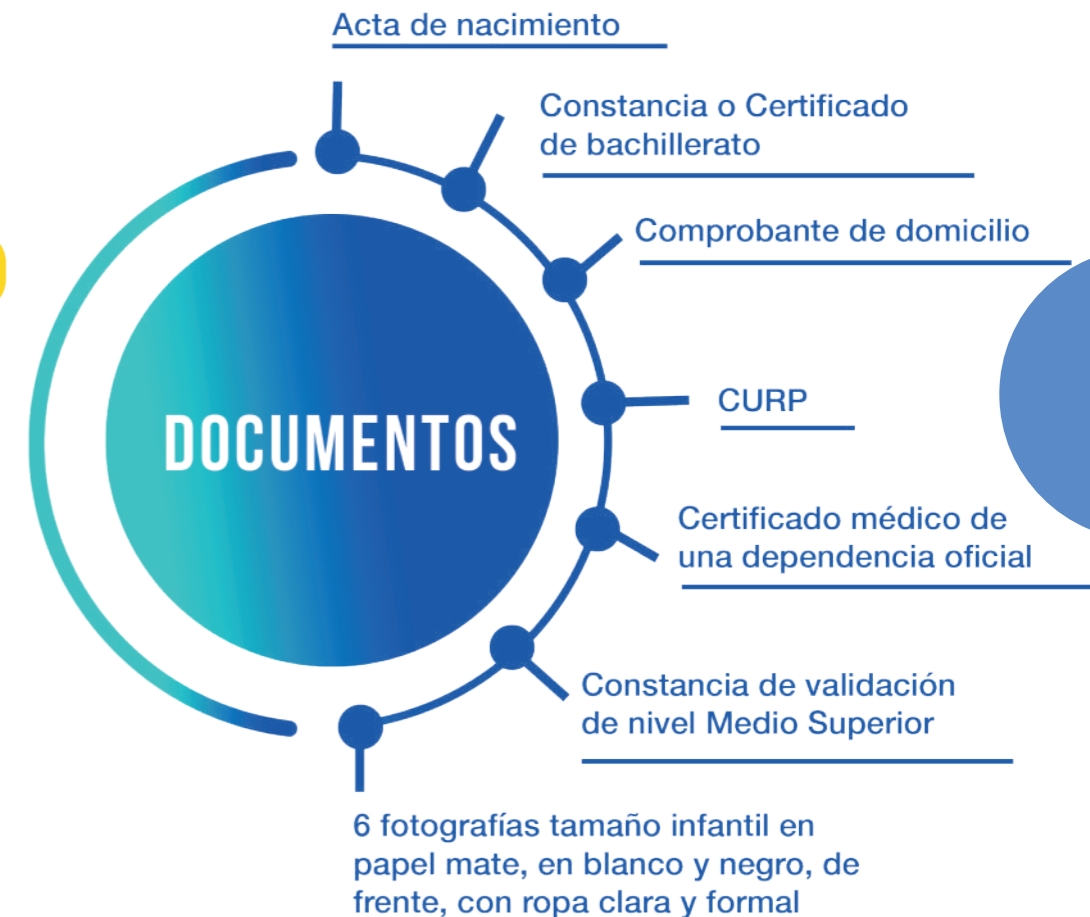 Acta de nacimiento
Constancia o Certificado
de bachillerato
Comprobante de domicilio
CURP
DOCUMENTOS
Certificado médico de
una dependencia oficial
Constancia de validación
de nivel Medio Superior
6 fotografías tamaño infantil en
papel mate, en blanco y negro, de
frente, con ropa clara y formal